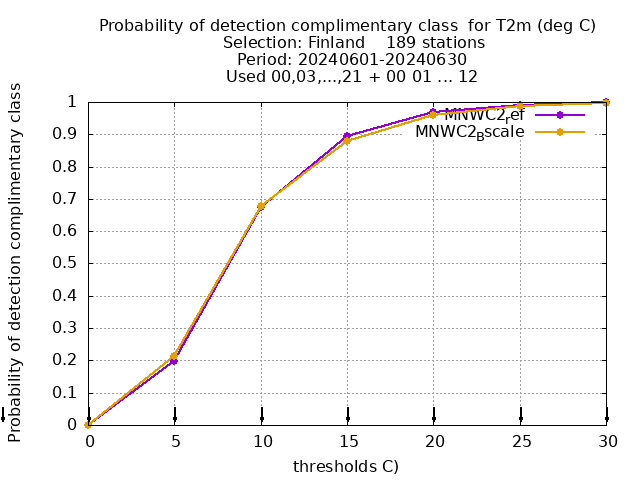 Probability of detection complimentary class  for T2m (deg C)
Selection: Finland    189 stations
Period: 20240601-20240630
Used 00,03,...,21 + 00 01 ... 12
Probability of detection complimentary class
1
0.9
0.8
0.7
0.6
0.5
0.4
0.3
0.2
0.1
0
MNWC2ref
MNWC2Bscale
0 5 10 15 20 25 30
thresholds C)